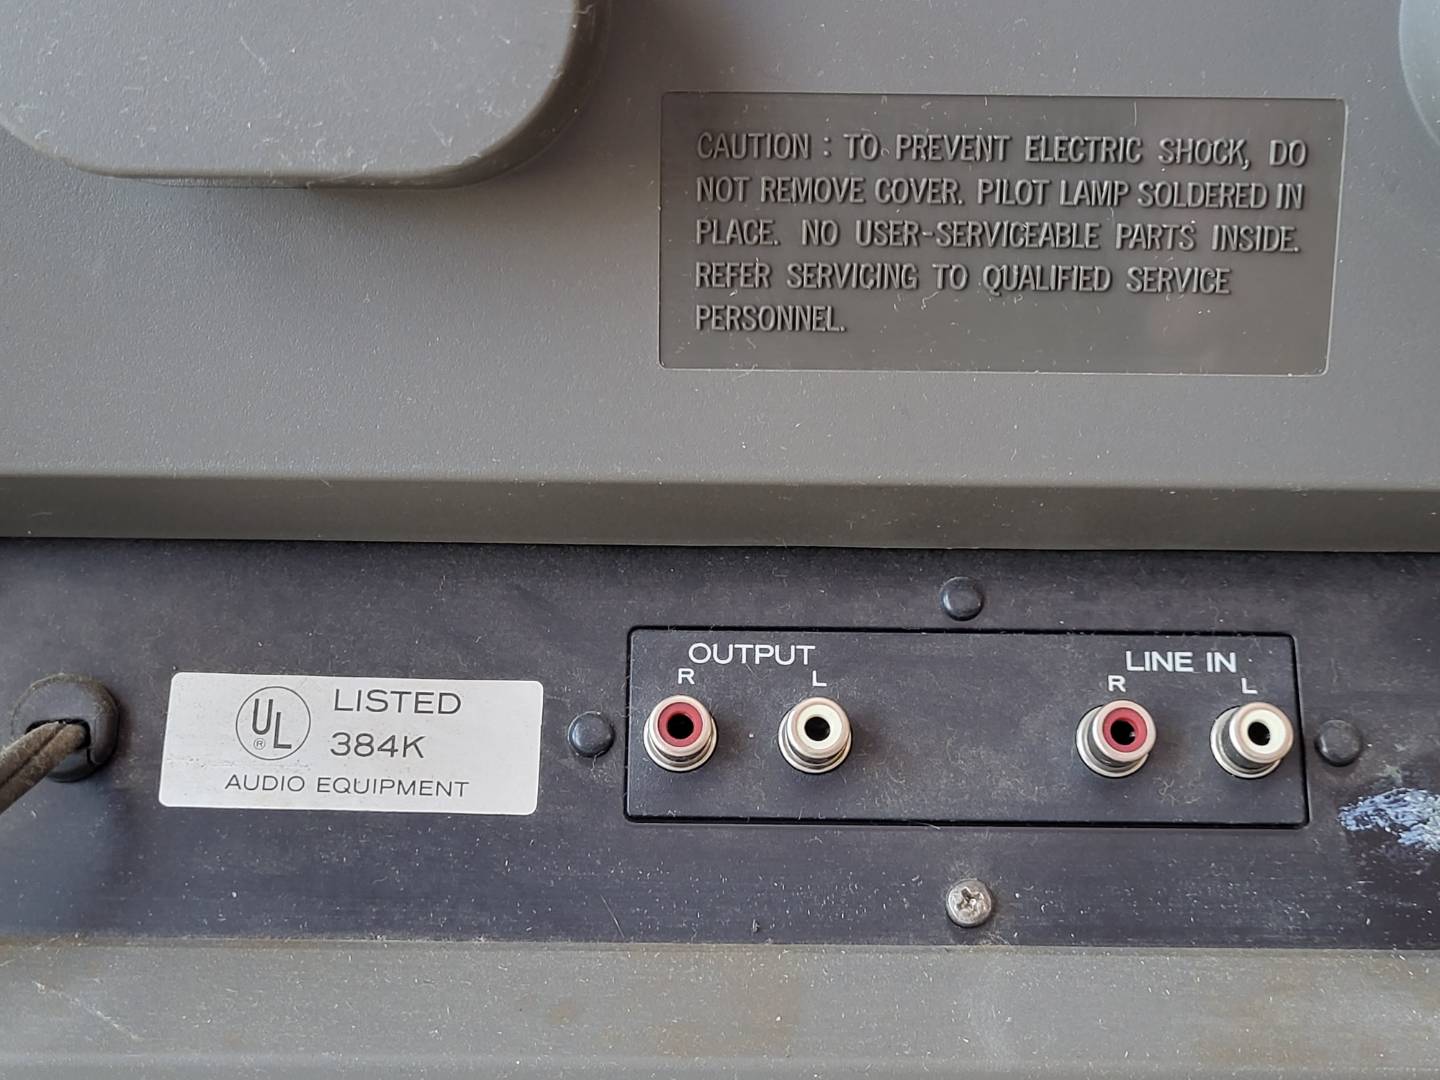 CAUTION : TO PREVENT ELECTRIC SHOCK, DO
NOT REMOVE COVER. PILOT LAMP SOLDERED IN
PLACE. NO USER-SERVICEABLE PARTS INSIDE.
REFER SERVICING TO QUALIFIED SERVICE
PERSONNEL.
UL ®
LISTED
384K
AUDIO EQUIPMENT
OUTPUT
R L
LINE IN
R L